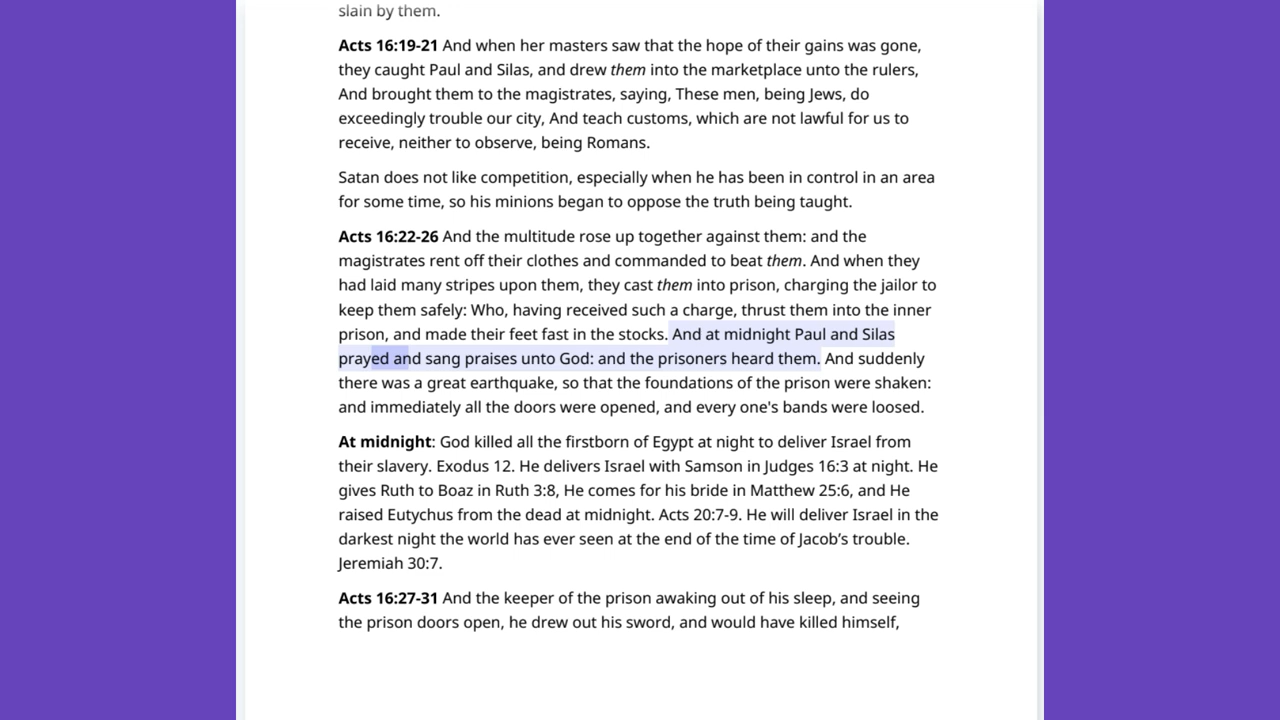 slain by them.
Acts 16:19-21 And when her masters saw that the hope of their gains was gone,
they caught Paul and Silas, and drew them into the marketplace unto the rulers,
And brought them to the magistrates, saying, These men, being Jews, do
exceedingly trouble our city, And teach customs, which are not lawful for us to
receive, neither to observe, being Romans.
Satan does not like competition, especially when he has been in control in an area
for some time, so his minions began to oppose the truth being taught.
Acts 16:22-26 And the multitude rose up together against them: and the
magistrates rent off their clothes and commanded to beat them. And when they
had laid many stripes upon them, they cast them into prison, charging the jailor to
keep them safely: Who, having received such a charge, thrust them into the inner
prison, and made their feet fast in the stocks. And at midnight Paul and Silas
prayed and sang praises unto God: and the prisoners heard them. And suddenly
there was a great earthquake, so that the foundations of the prison were shaken:
and immediately all the doors were opened, and every one's bands were loosed.
At midnight: God killed all the firstborn of Egypt at night to deliver Israel from
their slavery. Exodus 12. He delivers Israel with Samson in Judges 16:3 at night. He
gives Ruth to Boaz in Ruth 3:8, He comes for his bride in Matthew 25:6, and He
raised Eutychus from the dead at midnight. Acts 20:7-9. He will deliver Israel in the
darkest night the world has ever seen at the end of the time of Jacob’s trouble.
Jeremiah 30:7.
Acts 16:27-31 And the keeper of the prison awaking out of his sleep, and seeing
the prison doors open, he drew out his sword, and would have killed himself,